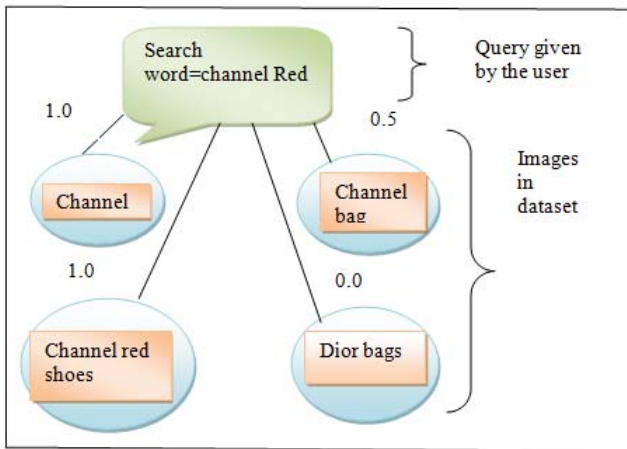 Search
word=channel Red
Query given
by the user
1.0
0.5
Images
in
dataset
Channel
Channel
bag
1.0
0.0
Channel red
shoes
Dior bags